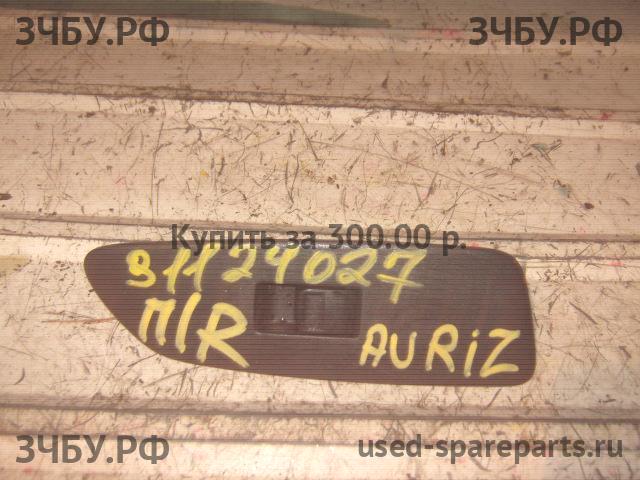 ЗЧБУ.РФ ЗЧБУ.РФ
Купить за 300.00 р.
91124027
П/R AURIZ
ЗЧБУ.РФ used-spareparts.ru